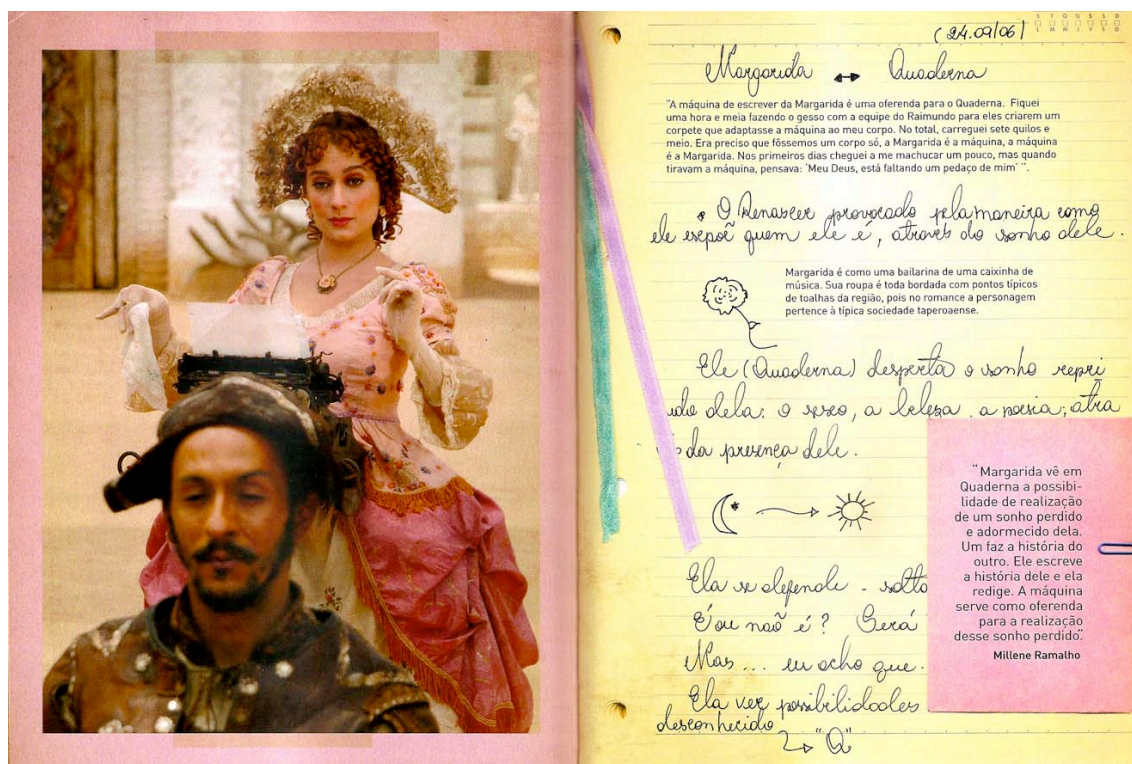 S T Q Q S S D
L M M J V S D
(24.09/06)
Margarida ↔ Quaderna
"A máquina de escrever da Margarida é uma oferenda para o Quaderna. Fiquei
uma hora e meia fazendo o gesso com a equipe do Raimundo para eles criarem um
corpete que adaptasse a máquina ao meu corpo. No total, carreguei sete quilos e
meio. Era preciso que fôssemos um corpo só, a Margarida é a máquina, a máquina
é a Margarida. Nos primeiros dias cheguei a me machucar um pouco, mas quando
tiravam a máquina, pensava: 'Meu Deus, está faltando um pedaço de mim' ".
* O Renascer provocado pela maneira como
ele expõe quem ele é, através do sonho dele.
Margarida é como uma bailarina de uma caixinha de
música. Sua roupa é toda bordada com pontos típicos
de toalhas da região, pois no romance a personagem
pertence à típica sociedade taperoaense.
Ele (Quaderna) desperta o sonho repri
dela: o sexo, a beleza, a poesia; atra
da presença dele.
Ela se defende - solto
É ou naõ é? Será
Mas... eu acho que.
Ela ver possibilidades
desconhecido
↳ "Q"
"Margarida vê em
Quaderna a possibi-
lidade de realização
de um sonho perdido
e adormecido dela.
Um faz a história do
outro. Ele escreve
a história dele e ela
redige. A máquina
serve como oferenda
para a realização
desse sonho perdido".
Millene Ramalho